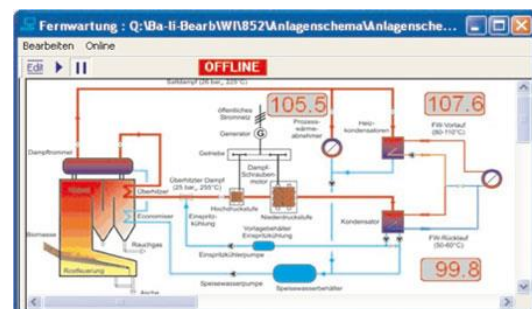 Fernwartung : Q:\Ba-li-Bearb\WI\852\Anlagenschema\Anlagensche...
Bearbeiten Online
Edit
OFFLINE
öffentliches
Stromnetz
105.5
107.6
Generator
Prozess-
wärme-
abnehmer
Heiz-
kondensatoren
FW-Vorlauf
Getriebe
Dampftrommel
Dampf-
Schrauben-
motor
Überhitzer
Überhitzter Dampf
(25 bar, 255°C)
Hochdruckstufe
Niederdruckstufe
Economiser
Einspritz-
kühlung
Kondensator
Vorlagebehälter
Einspritzkühlung
FW-Rücklauf
(50-60°C)
Biomasse
Rauchgas
Einspritzkühlerpumpe
99.8
Rostfeuerung
Speisewasserpumpe
Speisewasserbehälter
Asche